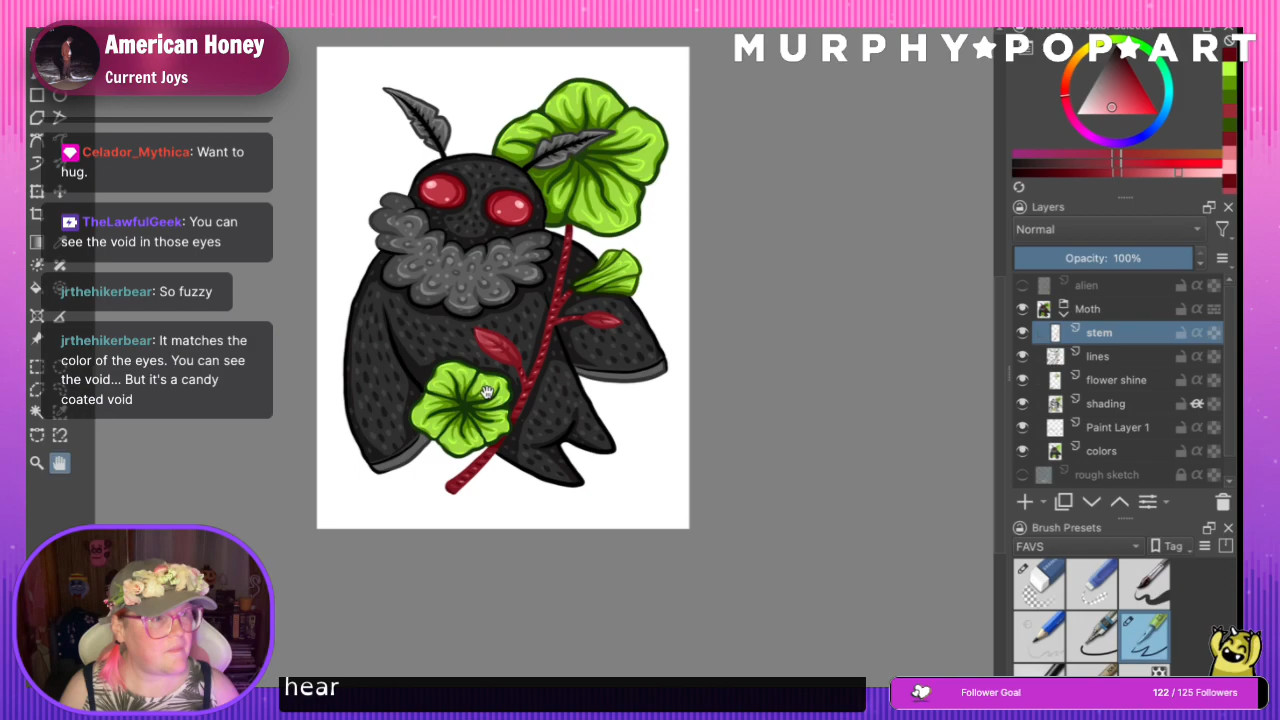 American Honey
Current Joys
MURPHY★POP★ART
Celador_Mythica: Want to
hug.
TheLawfulGeek: You can
see the void in those eyes
jrthehikerbear: So fuzzy
jrthehikerbear: It matches the
color of the eyes. You can see
the void... But it's a candy
coated void
Advanced Color Selector
Layers
Normal
Opacity: 100%
alien
Moth
stem
lines
flower shine
shading
Paint Layer 1
colors
rough sketch
Brush Presets
FAVS
Tag
hear
Follower Goal
122 / 125 Followers